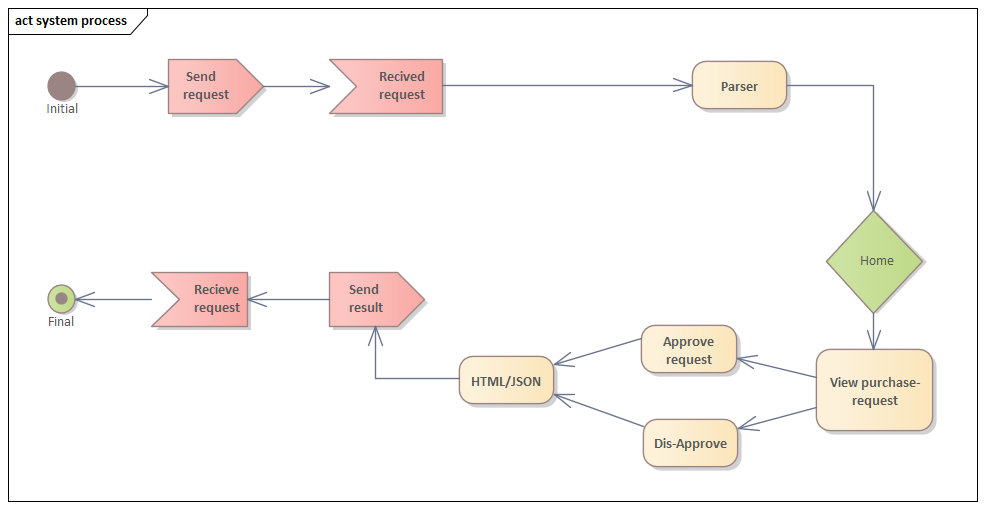 act system process
Initial
Send
request
Recived
request
Parser
Home
View purchase-
request
Approve
request
Dis-Approve
HTML/JSON
Send
result
Recieve
request
Final